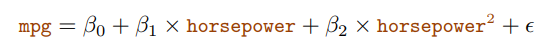 mpg = β₀ + β₁ × horsepower + β₂ × horsepower² + ϵ